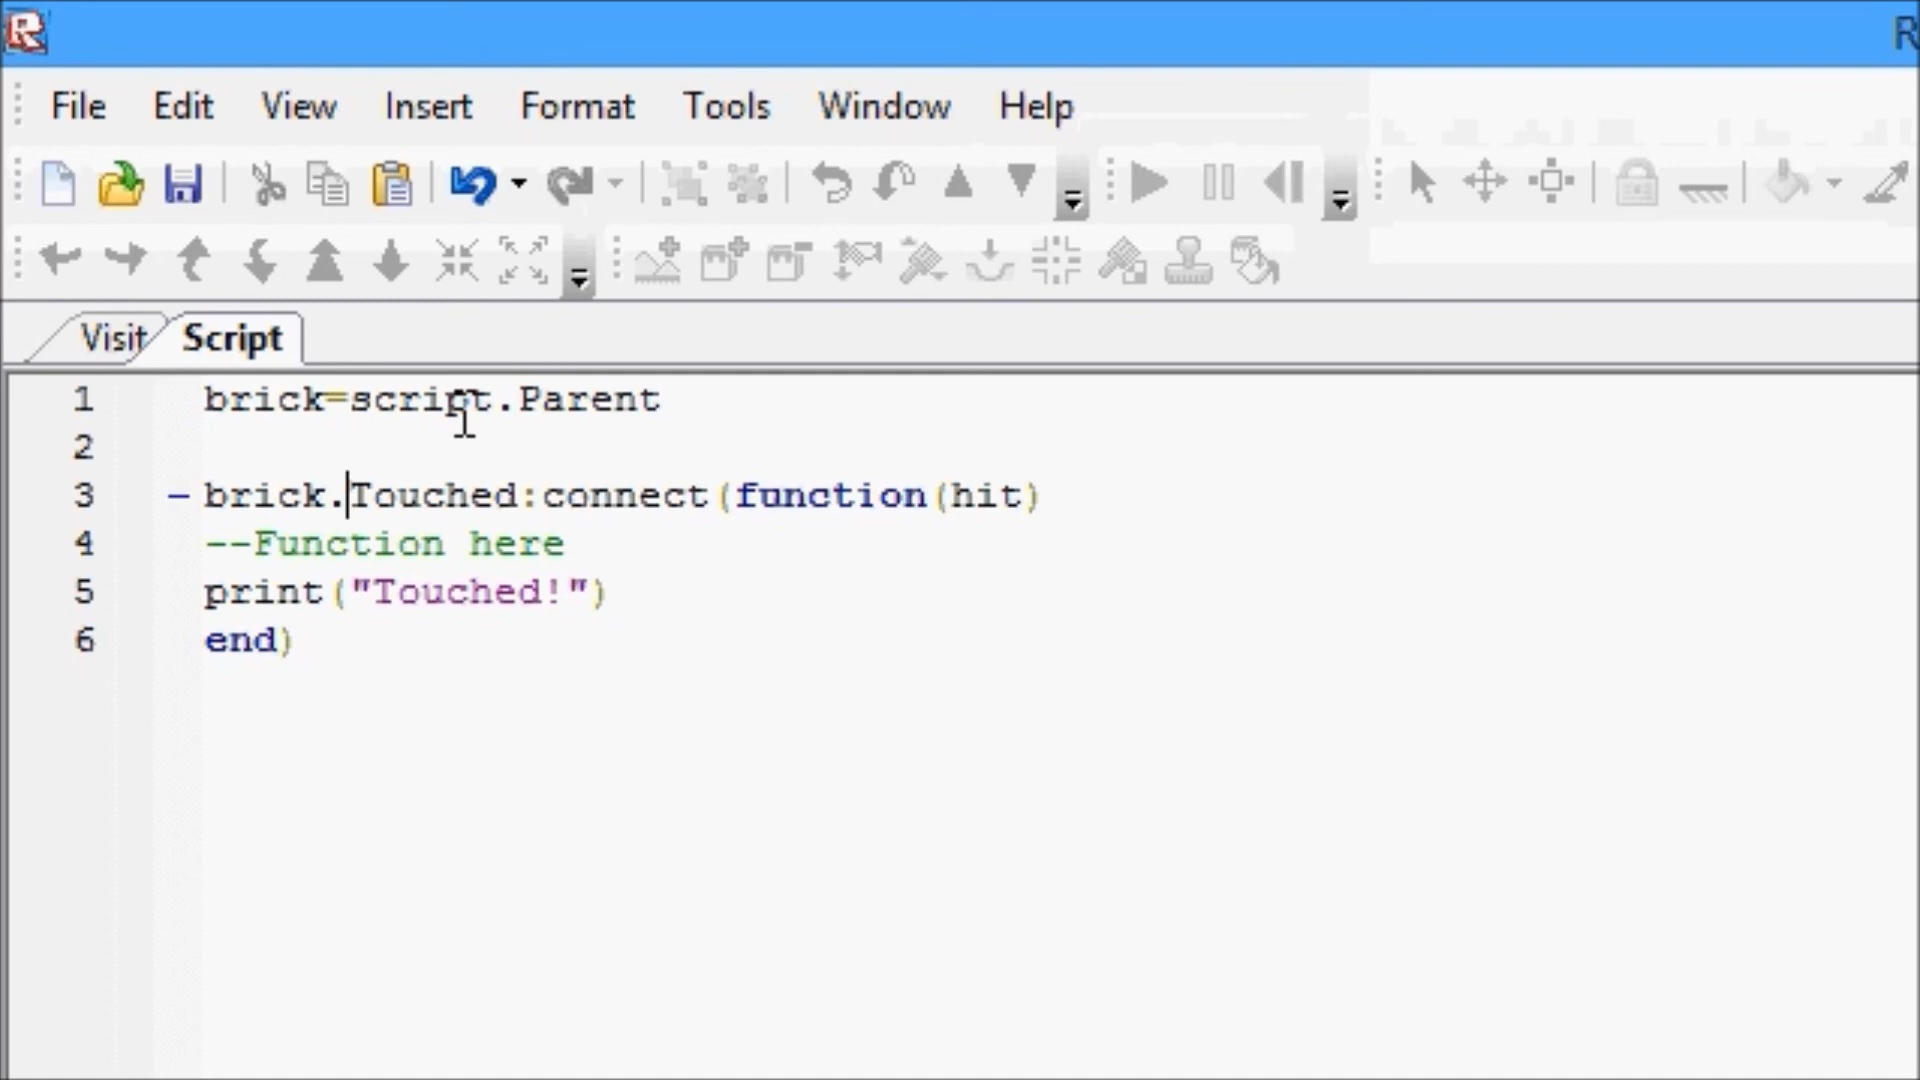 R
R
File Edit View Insert Format Tools Window Help
Visit Script
1 brick=script.Parent
2
3 brick.Touched:connect(function(hit)
4 --Function here
5 print("Touched!")
6 end)